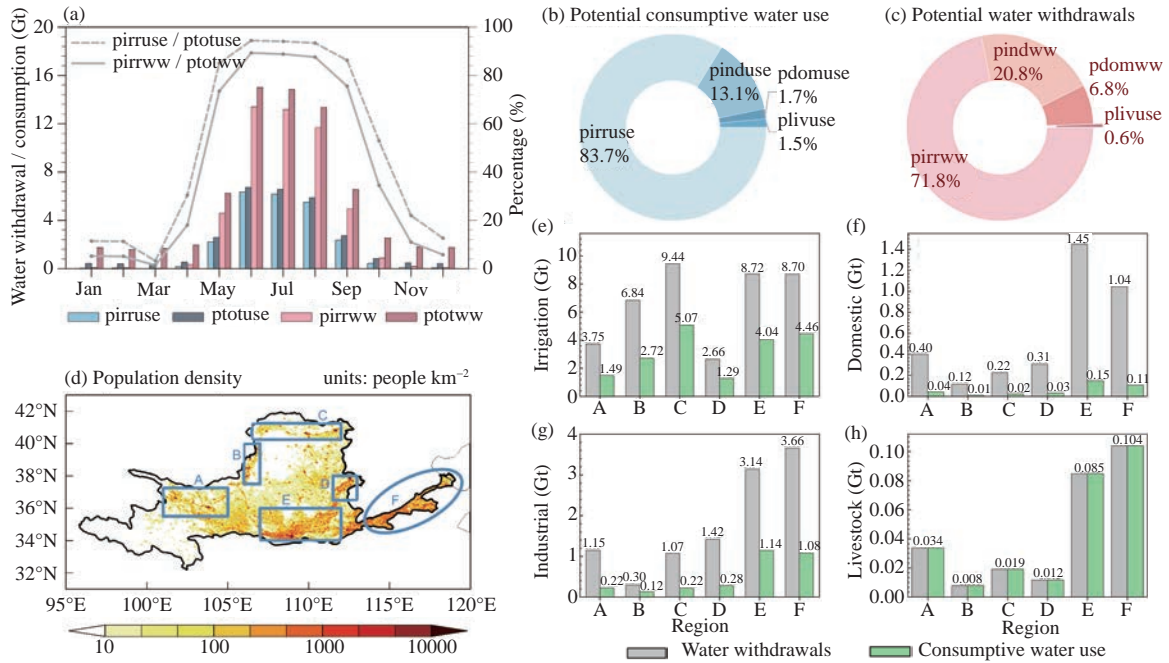 (a)
Water withdrawal / consumption (Gt)
20
16
12
8
4
0
100
80
60
40
20
0
Percentage (%)
pirruse / ptotuse
pirrww / ptotww
Jan Mar May Jul Sep Nov
pirruse ptotuse pirrww ptotww
(b) Potential consumptive water use
pinduse
13.1%
pdomuse
1.7%
plivuse
1.5%
pirruse
83.7%
(c) Potential water withdrawals
pindww
20.8%
pdomww
6.8%
plivuse
0.6%
pirrww
71.8%
(d) Population density units: people km⁻²
42°N
40°N
38°N
36°N
34°N
32°N
A
B
C
D
E
F
95°E 100°E 105°E 110°E 115°E 120°E
10 100 1000 10000
(e)
Irrigation (Gt)
10
8
6
4
2
0
3.75 1.49 6.84 2.72 9.44 5.07 2.66 1.29 8.72 4.04 8.70 4.46
A B C D E F
(f)
Domestic (Gt)
1.4
1.2
1.0
0.8
0.6
0.4
0.2
0.0
0.40 0.04 0.12 0.01 0.22 0.02 0.31 0.03 1.45 0.15 1.04 0.11
A B C D E F
(g)
Industrial (Gt)
4
3
2
1
0
1.15 0.22 0.30 0.12 1.07 0.22 1.42 0.28 3.14 1.14 3.66 1.08
A B C D E F
(h)
Livestock (Gt)
0.10
0.08
0.06
0.04
0.02
0.00
0.034 0.008 0.019 0.012 0.085 0.104
A B C D E F
Region
Water withdrawals Consumptive water use